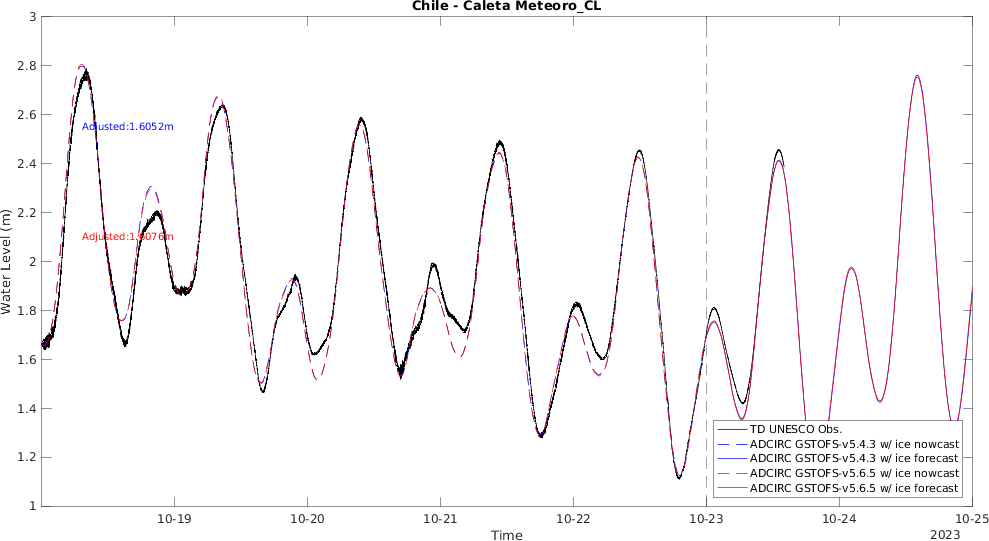 Chile - Caleta Meteoro_CL
3
2.8
2.6
2.4
2.2
2
1.8
1.6
1.4
1.2
1
Water Level (m)
Adjusted:1.6052m
Adjusted:1.6076m
TD UNESCO Obs.
ADCIRC GSTOFS-v5.4.3 w/ ice nowcast
ADCIRC GSTOFS-v5.4.3 w/ ice forecast
ADCIRC GSTOFS-v5.6.5 w/ ice nowcast
ADCIRC GSTOFS-v5.6.5 w/ ice forecast
10-19 10-20 10-21 10-22 10-23 10-24 10-25
Time
2023